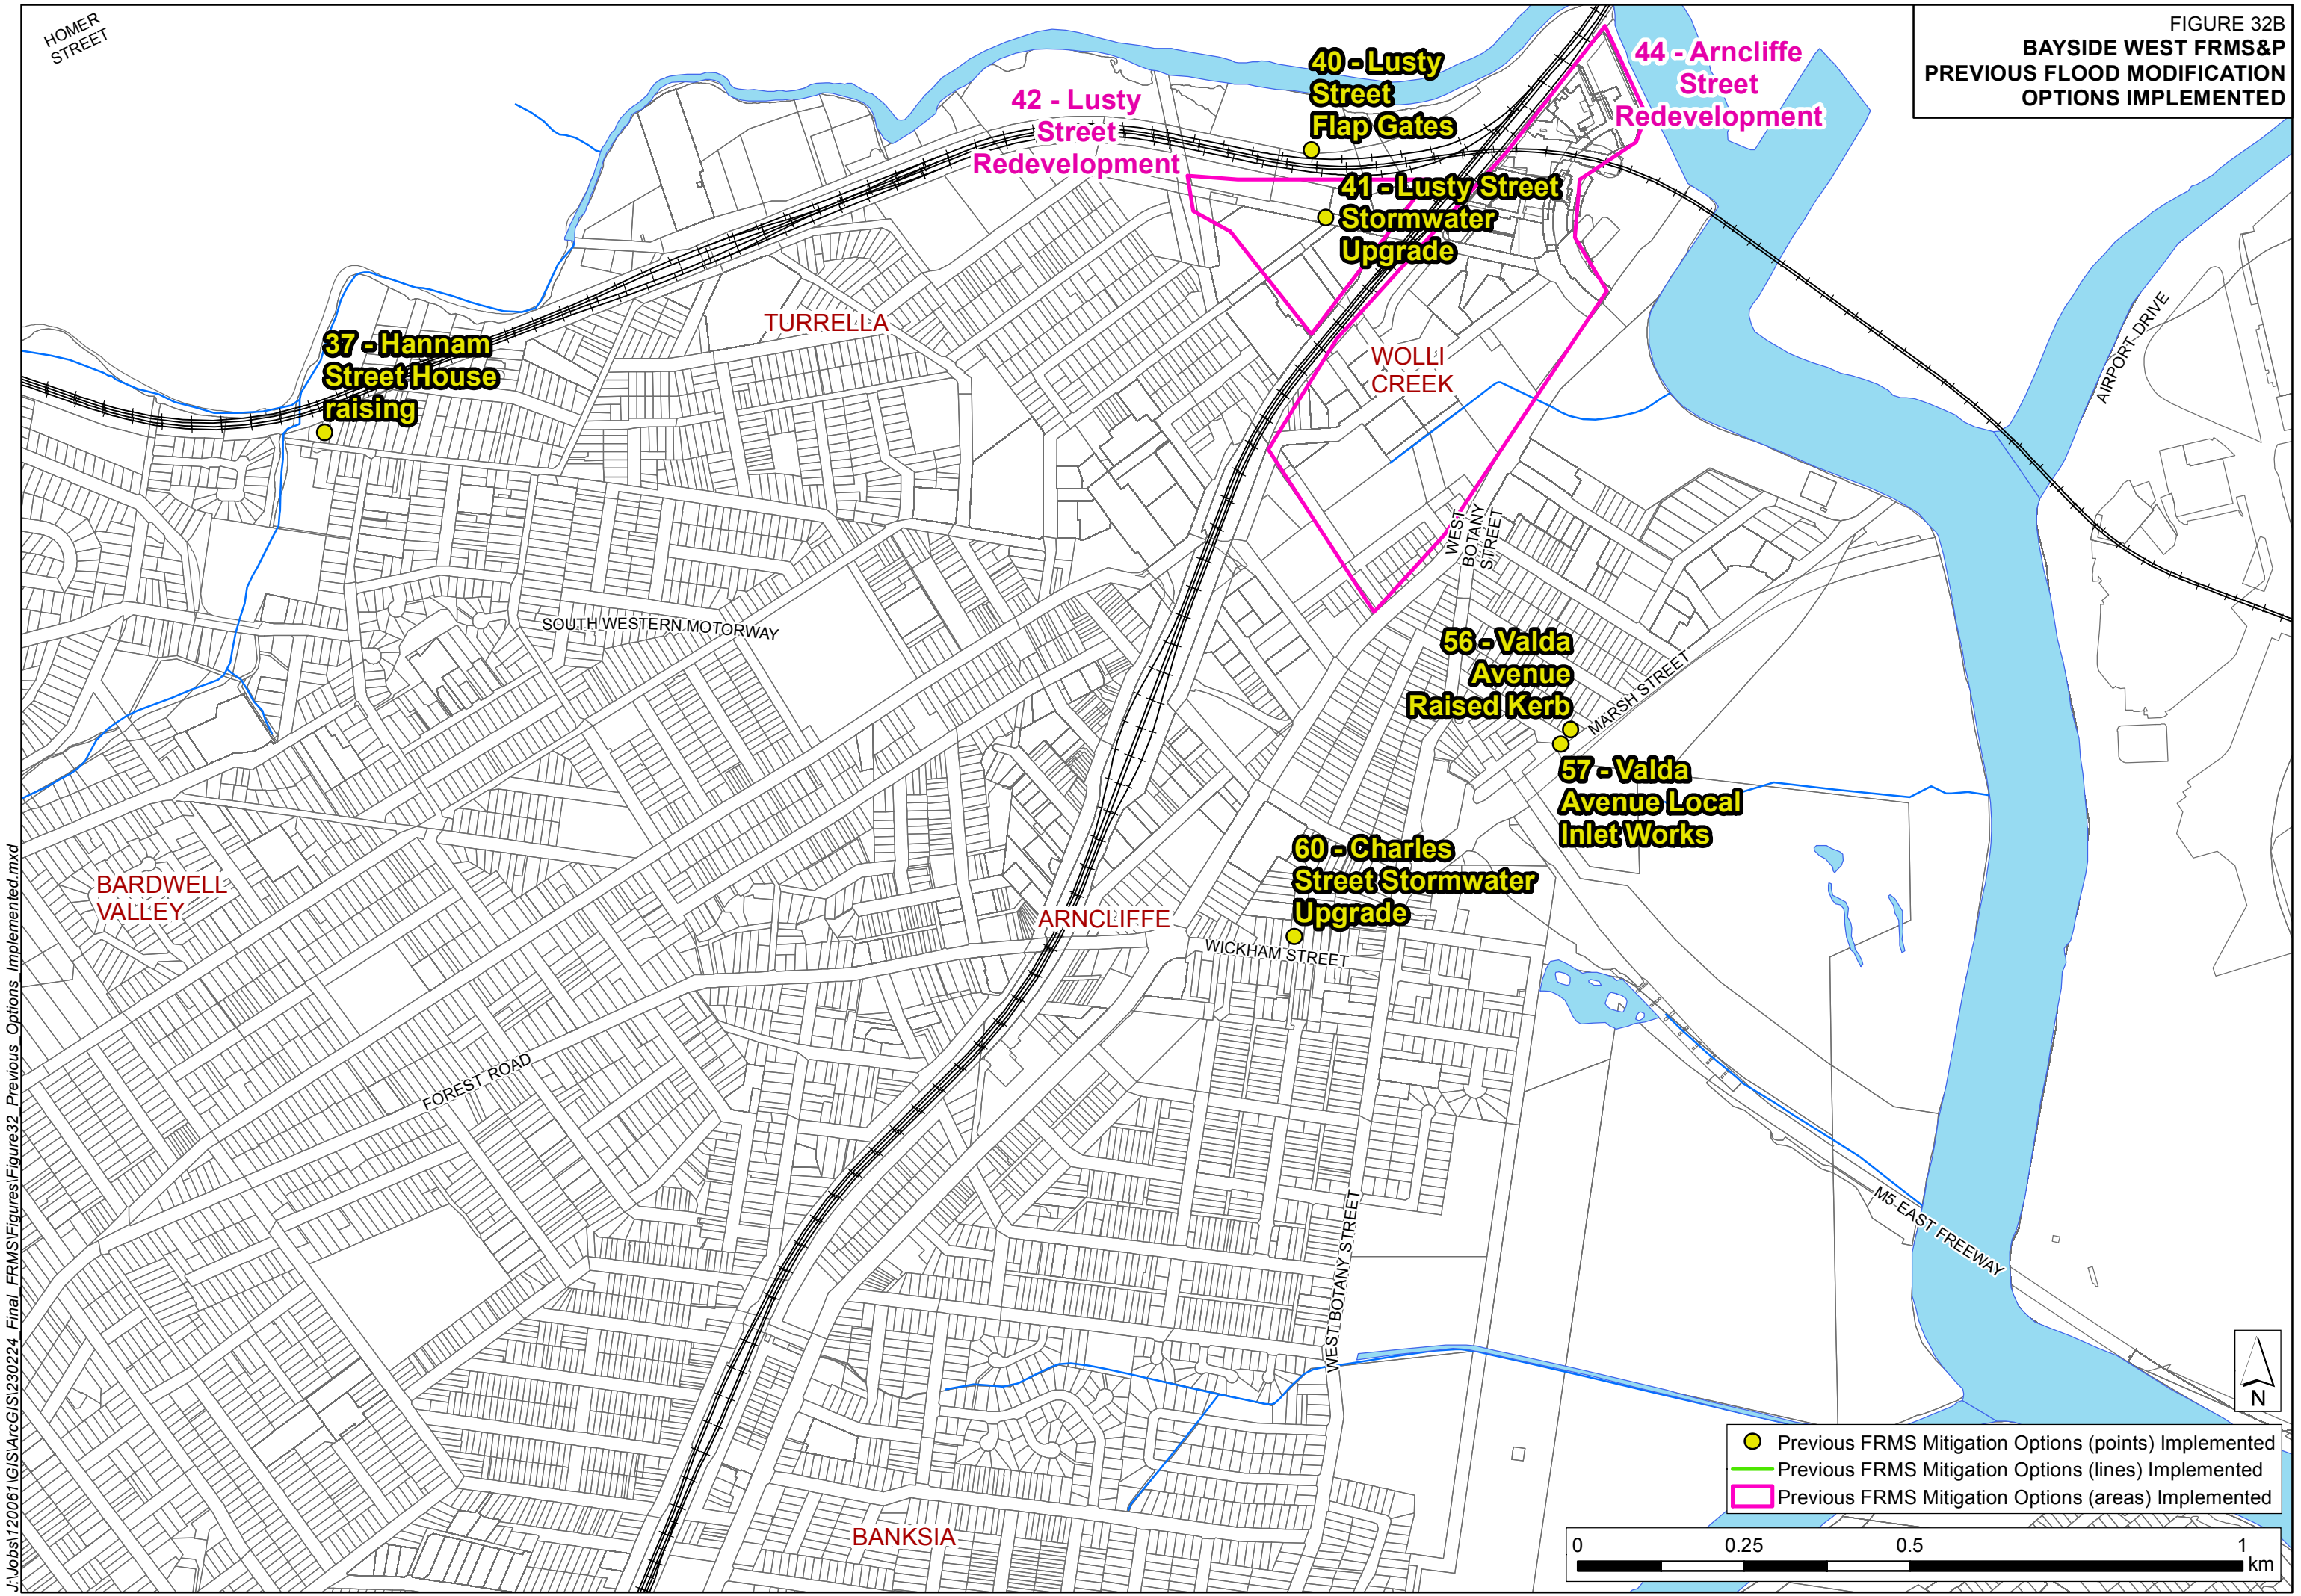 HOMER
STREET
FIGURE 32B
BAYSIDE WEST FRMS&P
PREVIOUS FLOOD MODIFICATION
OPTIONS IMPLEMENTED
40 - Lusty
Street
Flap Gates
44 - Arncliffe
Street
Redevelopment
42 - Lusty
Street
Redevelopment
41 - Lusty Street
Stormwater
Upgrade
37 - Hannam
Street House
raising
TURRELLA
WOLLI
CREEK
AIRPORT DRIVE
WEST
BOTANY
STREET
SOUTH WESTERN MOTORWAY
56 - Valda
Avenue
Raised Kerb
MARSH STREET
57 - Valda
Avenue Local
Inlet Works
60 - Charles
Street Stormwater
Upgrade
BARDWELL
VALLEY
ARNCLIFFE
WICKHAM STREET
FOREST ROAD
M5 EAST FREEWAY
WEST BOTANY STREET
BANKSIA
N
Previous FRMS Mitigation Options (points) Implemented
Previous FRMS Mitigation Options (lines) Implemented
Previous FRMS Mitigation Options (areas) Implemented
0 0.25 0.5 1
km
J:\Jobs\120061\GIS\ArcGIS\230224_Final_FRMS\Figures\Figure32_Previous_Options_Implemented.mxd